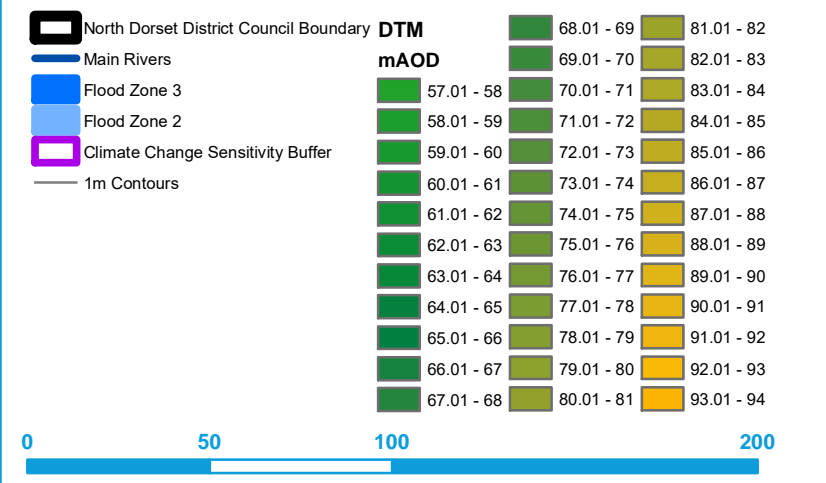 North Dorset District Council Boundary
Main Rivers
Flood Zone 3
Flood Zone 2
Climate Change Sensitivity Buffer
1m Contours
DTM
mAOD
57.01 - 58
58.01 - 59
59.01 - 60
60.01 - 61
61.01 - 62
62.01 - 63
63.01 - 64
64.01 - 65
65.01 - 66
66.01 - 67
67.01 - 68
68.01 - 69
69.01 - 70
70.01 - 71
71.01 - 72
72.01 - 73
73.01 - 74
74.01 - 75
75.01 - 76
76.01 - 77
77.01 - 78
78.01 - 79
79.01 - 80
80.01 - 81
81.01 - 82
82.01 - 83
83.01 - 84
84.01 - 85
85.01 - 86
86.01 - 87
87.01 - 88
88.01 - 89
89.01 - 90
90.01 - 91
91.01 - 92
92.01 - 93
93.01 - 94
0 50 100 200